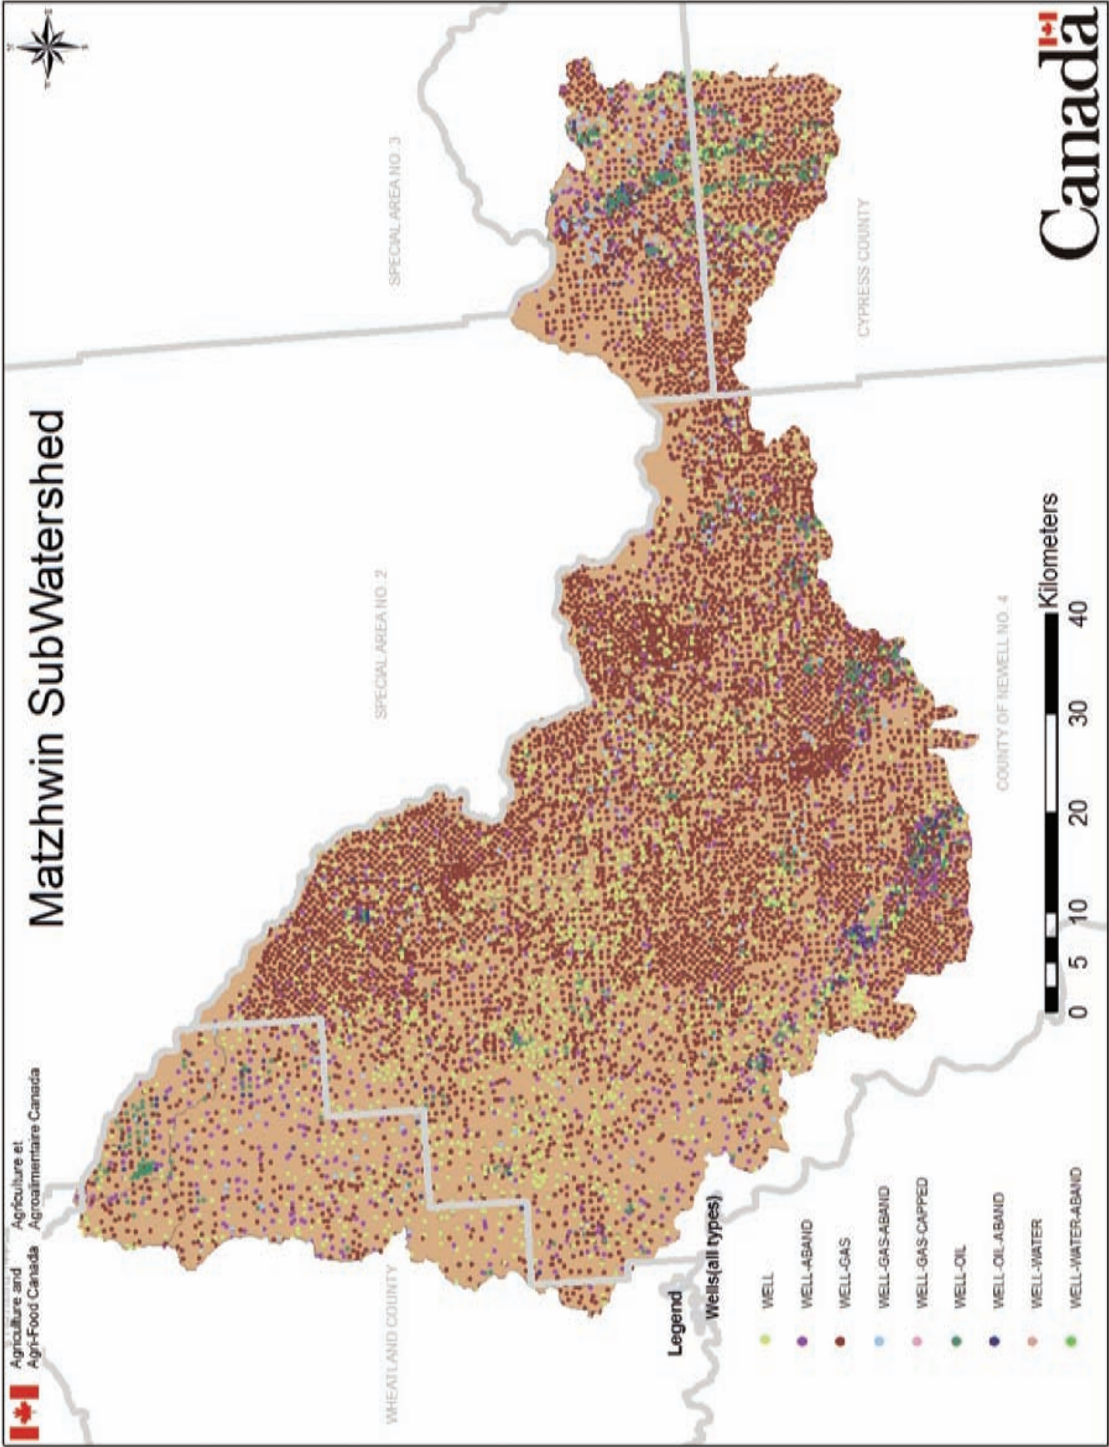 Agriculture and
Agri-Food Canada
Agriculture et
Agroalimentaire Canada
Matzhwin SubWatershed
SPECIAL AREA NO. 2
SPECIAL AREA NO. 3
WHEATLAND COUNTY
CYPRESS COUNTY
COUNTY OF NEWELL NO. 4
Legend
Wells(all types)
WELL
WELL-ABAND
WELL-GAS
WELL-GAS-ABAND
WELL-GAS-CAPPED
WELL-OIL
WELL-OIL-ABAND
WELL-WATER
WELL-WATER-ABAND
0 5 10 20 30 40
Kilometers
Canada